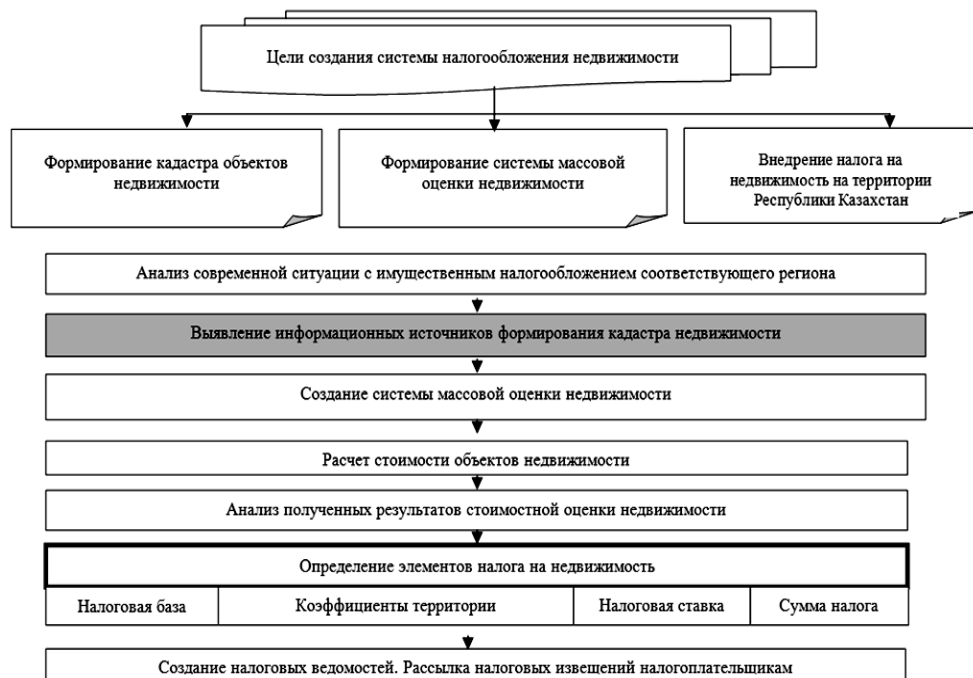 Цели создания системы налогообложения недвижимости
Формирование кадастра объектов
недвижимости
Формирование системы массовой
оценки недвижимости
Внедрение налога на
недвижимость на территории
Республики Казахстан
Анализ современной ситуации с имущественным налогообложением соответствующего региона
Выявление информационных источников формирования кадастра недвижимости
Создание системы массовой оценки недвижимости
Расчет стоимости объектов недвижимости
Анализ полученных результатов стоимостной оценки недвижимости
Определение элементов налога на недвижимость
Налоговая база
Коэффициенты территории
Налоговая ставка
Сумма налога
Создание налоговых ведомостей. Рассылка налоговых извещений налогоплательщикам